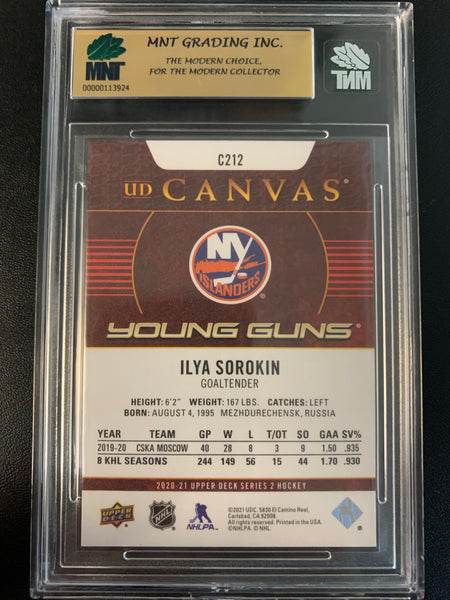 MNT GRADING INC.
THE MODERN CHOICE,
FOR THE MODERN COLLECTOR
MNT
00000113924
MNT
C212
UD CANVAS
NY
ISLANDERS
YOUNG GUNS
ILYA SOROKIN
GOALTENDER
HEIGHT: 6'2" WEIGHT: 167 LBS. CATCHES: LEFT
BORN: AUGUST 4, 1995 MEZHDURECHENSK, RUSSIA
YEAR TEAM GP W L T/OT SO GAA SV%
2019-20 CSKA MOSCOW 40 28 8 3 9 1.50 .935
8 KHL SEASONS 244 149 56 15 44 1.70 .930
2020-21 UPPER DECK SERIES 2 HOCKEY
UPPER DECK
NHL
NHLPA
©2021 UDC. 5830 El Camino Real,
Carlsbad, CA 92008.
All rights reserved. Printed in the USA.
©NHLPA. © NHL.